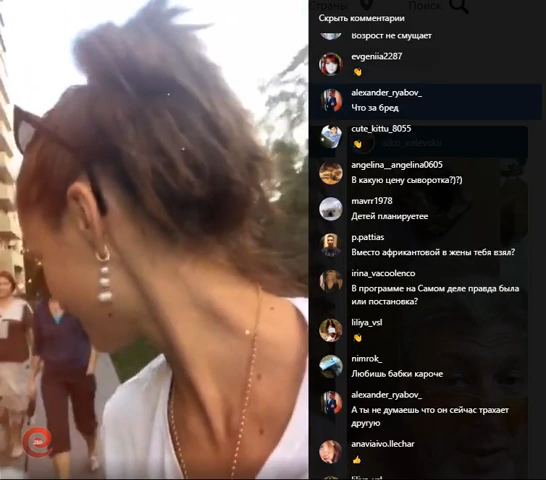 Страны
Поиск
Скрыть комментарии
Возрост не смущает
evgeniia2287
alexander_ryabov_
Что за бред
cute_kittu_8055
angelina__angelina0605
В какую цену сыворотка?)?)
mavrr1978
Детей планируетее
p.pattias
Вместо африкантовой в жены тебя взял?
irina_vacoolenco
В программе на Самом деле правда была
или постановка?
liliya_vsl
nimrok_
Любишь бабки кароче
alexander_ryabov_
А ты не думаешь что он сейчас трахает
другую
anaviaivo.llechar
liliya_vsl